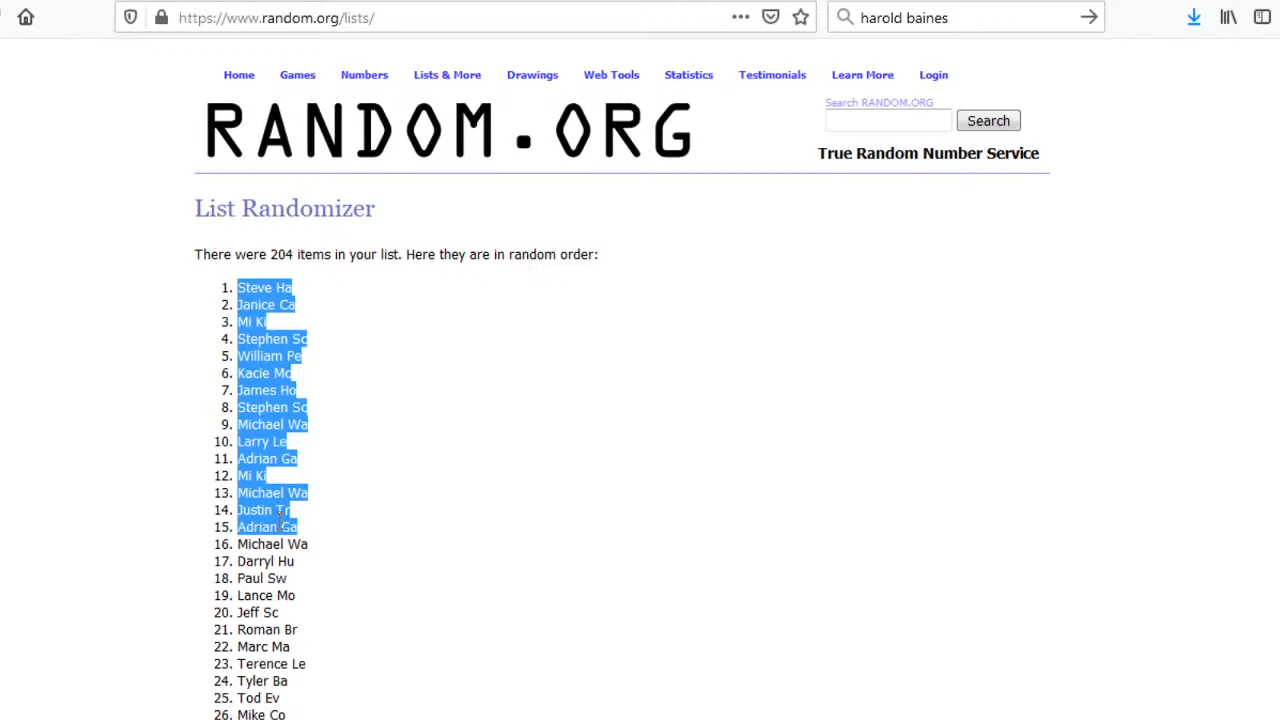 https://www.random.org/lists/
harold baines
Home Games Numbers Lists & More Drawings Web Tools Statistics Testimonials Learn More Login
RANDOM.ORG
Search RANDOM.ORG
Search
True Random Number Service
List Randomizer
There were 204 items in your list. Here they are in random order:
1. Steve Ha
2. Janice Ca
3. Mi Ki
4. Stephen Sc
5. William Pe
6. Kacie Mo
7. James Ho
8. Stephen Sc
9. Michael Wa
10. Larry Le
11. Adrian Ga
12. Mi Ki
13. Michael Wa
14. Justin Tr
15. Adrian Ga
16. Michael Wa
17. Darryl Hu
18. Paul Sw
19. Lance Mo
20. Jeff Sc
21. Roman Br
22. Marc Ma
23. Terence Le
24. Tyler Ba
25. Tod Ev
26. Mike Co